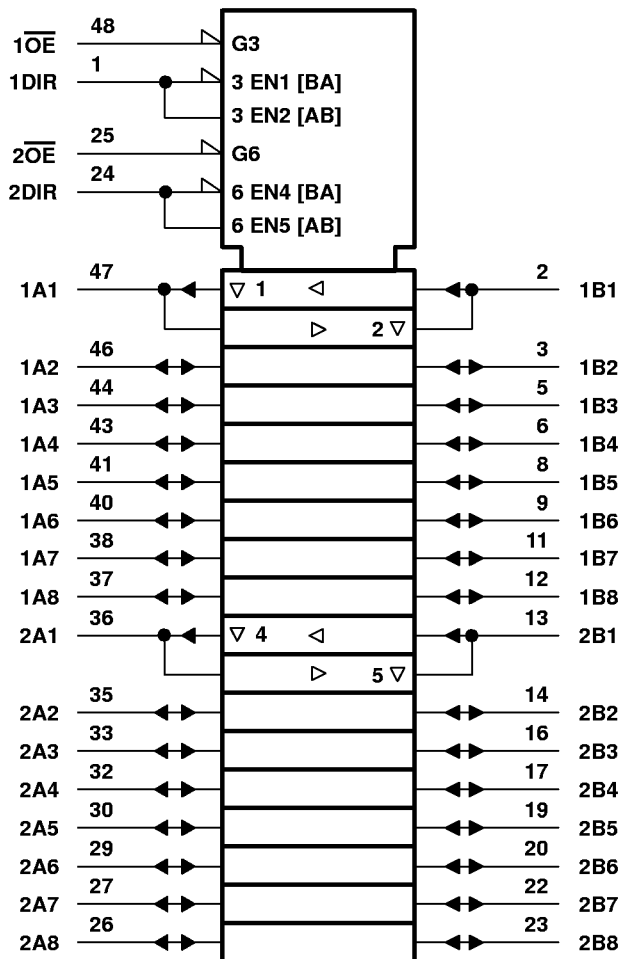 1O̅E̅ 48 G3
1DIR 1 3 EN1 [BA]
3 EN2 [AB]
2O̅E̅ 25 G6
2DIR 24 6 EN4 [BA]
6 EN5 [AB]
1A1 47 ▽ 1 ◁ 2 1B1
▷ 2 ▽
1A2 46 3 1B2
1A3 44 5 1B3
1A4 43 6 1B4
1A5 41 8 1B5
1A6 40 9 1B6
1A7 38 11 1B7
1A8 37 12 1B8
2A1 36 ▽ 4 ◁ 13 2B1
▷ 5 ▽
2A2 35 14 2B2
2A3 33 16 2B3
2A4 32 17 2B4
2A5 30 19 2B5
2A6 29 20 2B6
2A7 27 22 2B7
2A8 26 23 2B8